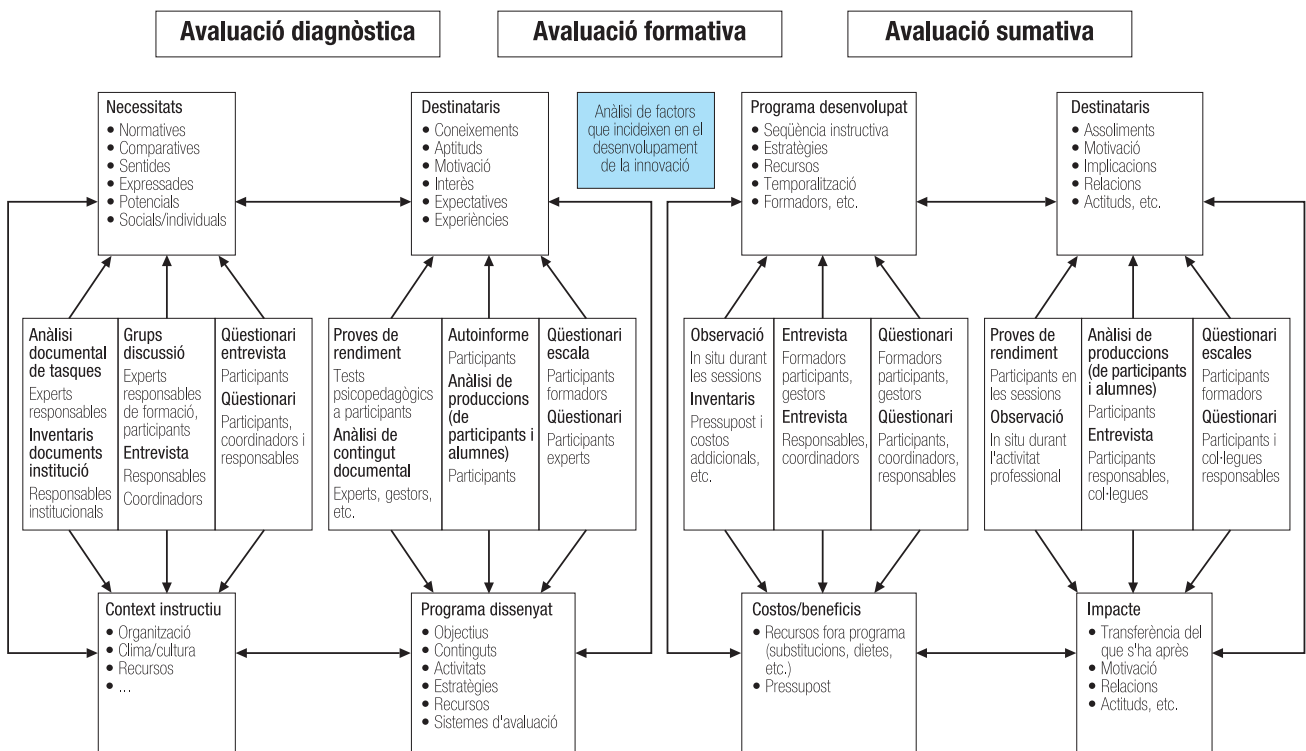 Avaluació diagnòstica
Avaluació formativa
Avaluació sumativa
Necessitats
• Normatives
• Comparatives
• Sentides
• Expressades
• Potencials
• Socials/individuals
Destinataris
• Coneixements
• Aptituds
• Motivació
• Interès
• Expectatives
• Experiències
Anàlisi de factors
que incideixen en el
desenvolupament
de la innovació
Programa desenvolupat
• Seqüència instructiva
• Estratègies
• Recursos
• Temporalització
• Formadors, etc.
Destinataris
• Assoliments
• Motivació
• Implicacions
• Relacions
• Actituds, etc.
Anàlisi
documental
de tasques
Experts
responsables
Inventaris
documents
institució
Responsables
institucionals
Grups
discussió
Experts
responsables
de formació,
participants
Entrevista
Responsables
Coordinadors
Qüestionari
entrevista
Participants
Qüestionari
Participants,
coordinadors i
responsables
Proves de
rendiment
Tests
psicopedagògics
a participants
Anàlisi de
contingut
documental
Experts, gestors,
etc.
Autoinforme
Participants
Anàlisi de
produccions
(de
participants i
alumnes)
Participants
Qüestionari
escala
Participants
formadors
Qüestionari
Participants
experts
Observació
In situ durant
les sessions
Inventaris
Pressupost i
costos
addicionals,
etc.
Entrevista
Formadors
participants,
gestors
Entrevista
Responsables,
coordinadors
Qüestionari
Formadors
participants,
gestors
Qüestionari
Participants,
coordinadors,
responsables
Proves de
rendiment
Participants en
les sessions
Observació
In situ durant
l'activitat
professional
Anàlisi de
produccions
(de participants
i alumnes)
Participants
Entrevista
Participants
responsables,
col·legues
Qüestionari
escales
Participants
formadors
Qüestionari
Participants i
col·legues
responsables
Context instructiu
• Organització
• Clima/cultura
• Recursos
• ...
Programa dissenyat
• Objectius
• Continguts
• Activitats
• Estratègies
• Recursos
• Sistemes d'avaluació
Costos/beneficis
• Recursos fora programa
(substitucions, dietes,
etc.)
• Pressupost
Impacte
• Transferència del
que s'ha après
• Motivació
• Relacions
• Actituds, etc.